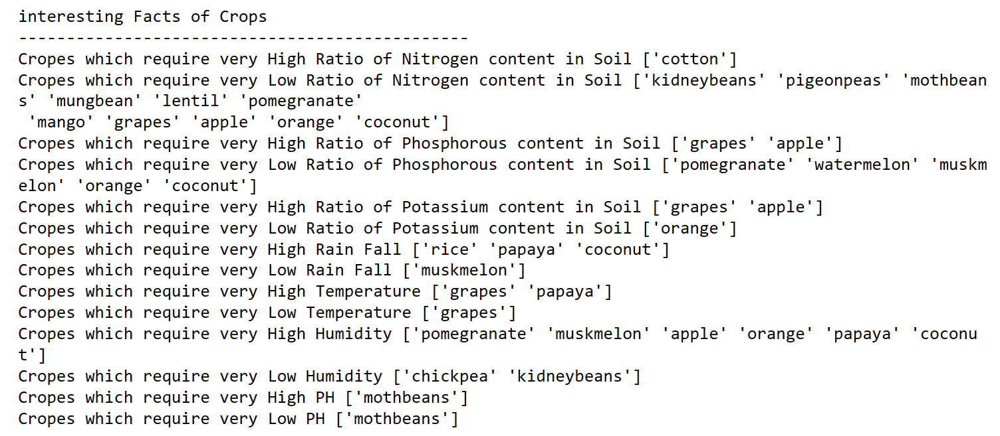 interesting Facts of Crops
-----------------------------------------------
Cropes which require very High Ratio of Nitrogen content in Soil ['cotton']
Cropes which require very Low Ratio of Nitrogen content in Soil ['kidneybeans' 'pigeonpeas' 'mothbean
s' 'mungbean' 'lentil' 'pomegranate'
 'mango' 'grapes' 'apple' 'orange' 'coconut']
Cropes which require very High Ratio of Phosphorous content in Soil ['grapes' 'apple']
Cropes which require very Low Ratio of Phosphorous content in Soil ['pomegranate' 'watermelon' 'muskm
elon' 'orange' 'coconut']
Cropes which require very High Ratio of Potassium content in Soil ['grapes' 'apple']
Cropes which require very Low Ratio of Potassium content in Soil ['orange']
Cropes which require very High Rain Fall ['rice' 'papaya' 'coconut']
Cropes which require very Low Rain Fall ['muskmelon']
Cropes which require very High Temperature ['grapes' 'papaya']
Cropes which require very Low Temperature ['grapes']
Cropes which require very High Humidity ['pomegranate' 'muskmelon' 'apple' 'orange' 'papaya' 'coconu
t']
Cropes which require very Low Humidity ['chickpea' 'kidneybeans']
Cropes which require very High PH ['mothbeans']
Cropes which require very Low PH ['mothbeans']